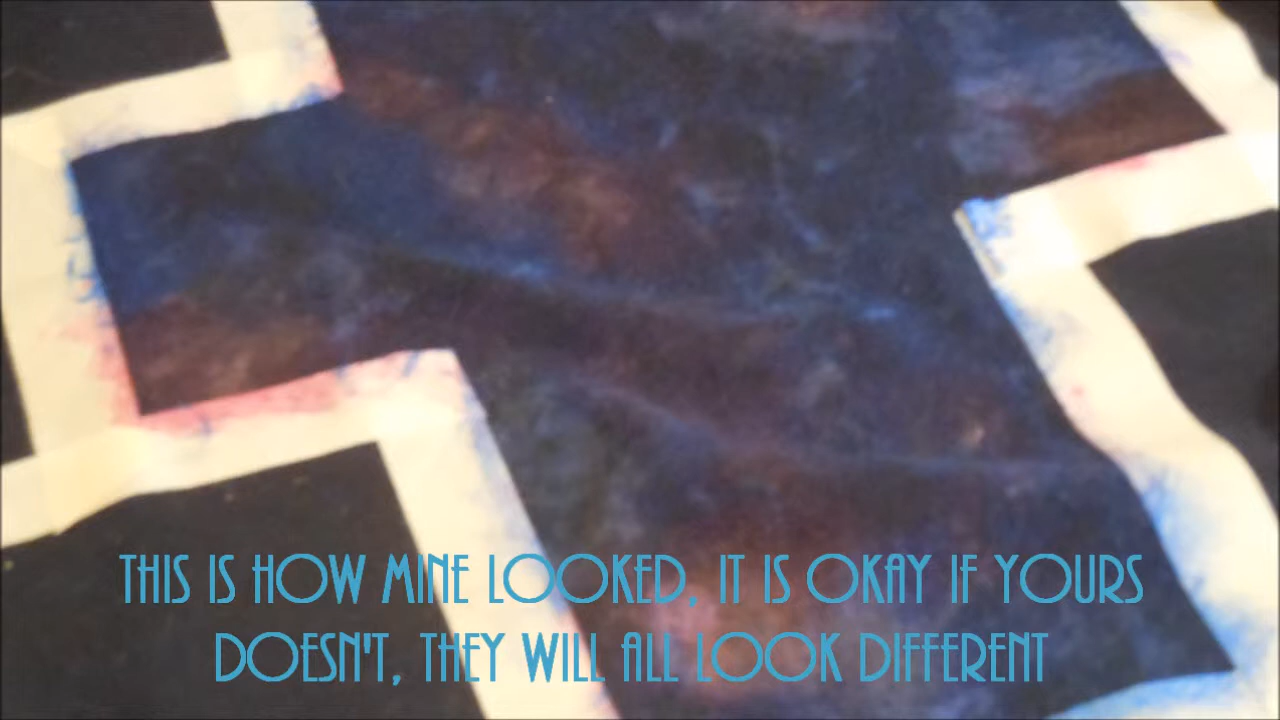 THIS IS HOW MINE LOOKED, IT IS OKAY IF YOURS
DOESN'T, THEY WILL ALL LOOK DIFFERENT